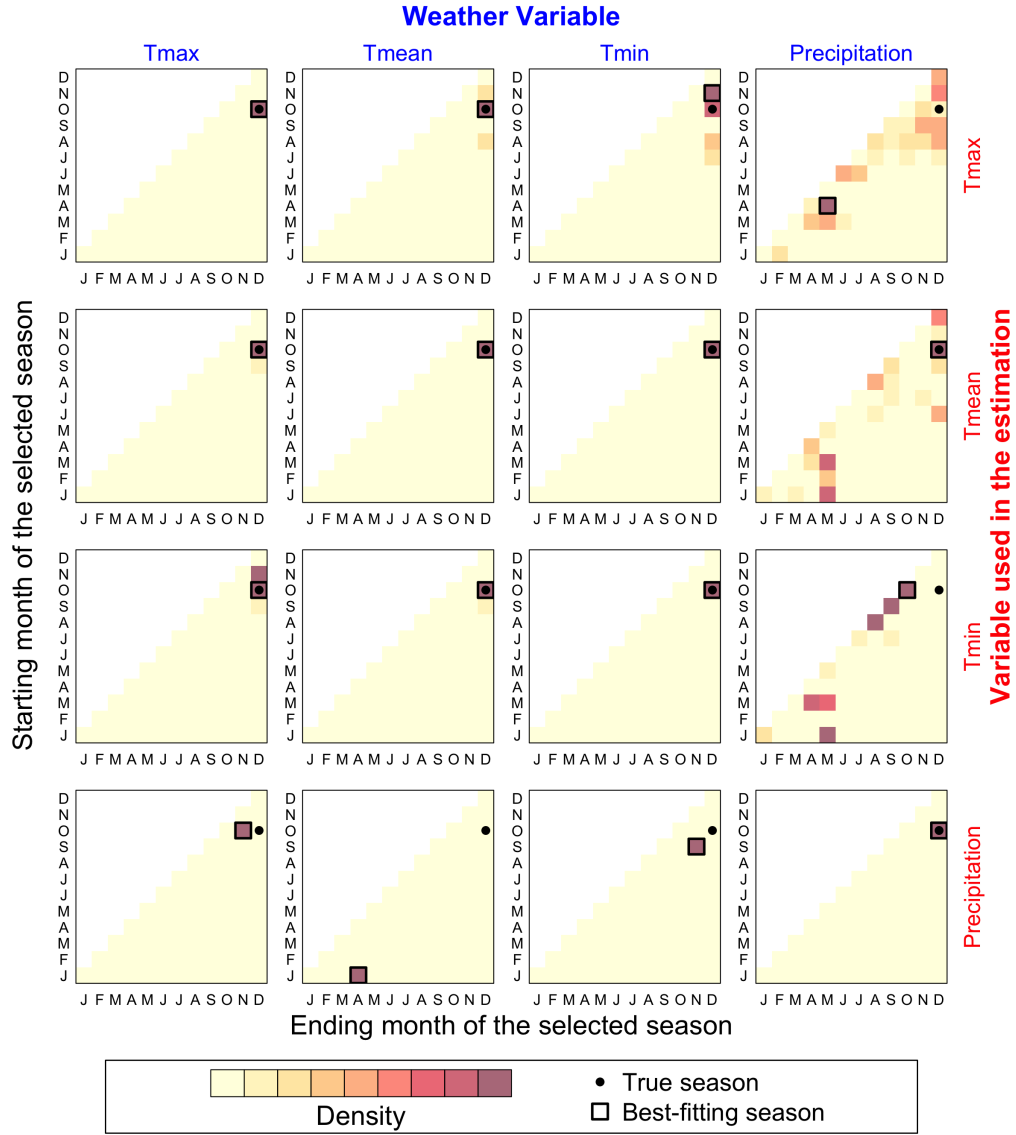 Weather Variable
Tmax Tmean Tmin Precipitation
Starting month of the selected season
Variable used in the estimation
D N O S A J J M A M F J
D N O S A J J M A M F J
D N O S A J J M A M F J
D N O S A J J M A M F J
Tmax
J F M A M J J A S O N D
J F M A M J J A S O N D
J F M A M J J A S O N D
J F M A M J J A S O N D
D N O S A J J M A M F J
D N O S A J J M A M F J
D N O S A J J M A M F J
D N O S A J J M A M F J
Tmean
J F M A M J J A S O N D
J F M A M J J A S O N D
J F M A M J J A S O N D
J F M A M J J A S O N D
D N O S A J J M A M F J
D N O S A J J M A M F J
D N O S A J J M A M F J
D N O S A J J M A M F J
Tmin
J F M A M J J A S O N D
J F M A M J J A S O N D
J F M A M J J A S O N D
J F M A M J J A S O N D
D N O S A J J M A M F J
D N O S A J J M A M F J
D N O S A J J M A M F J
D N O S A J J M A M F J
Precipitation
J F M A M J J A S O N D
J F M A M J J A S O N D
J F M A M J J A S O N D
J F M A M J J A S O N D
Ending month of the selected season
Density
True season
Best-fitting season